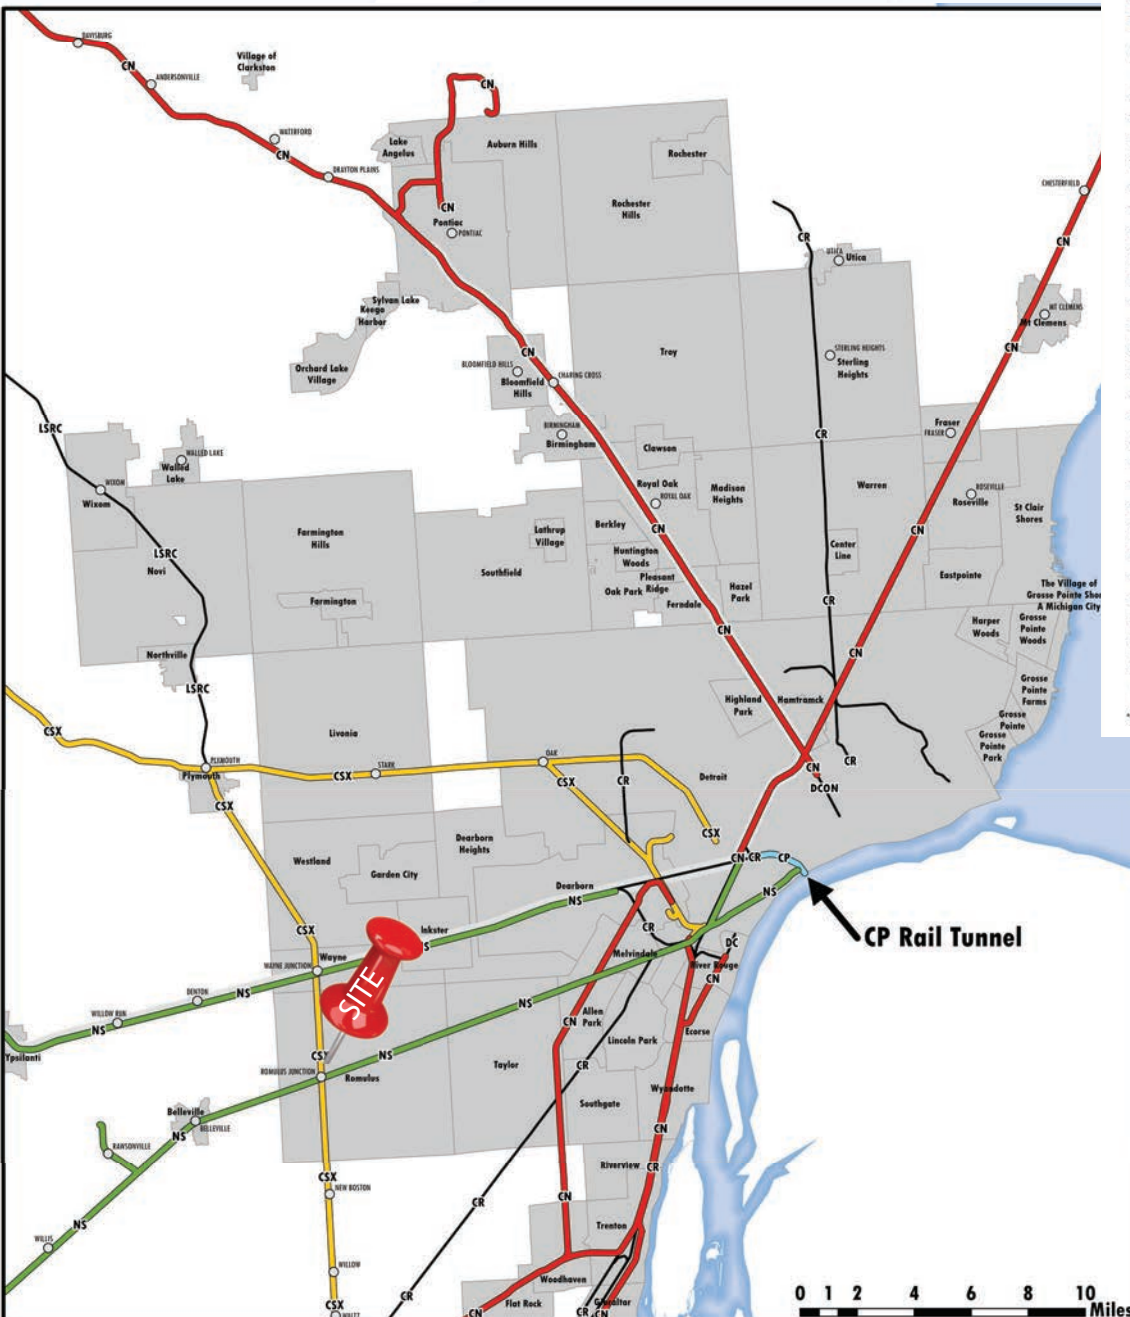 DAVISBURG
CN
ANDERSONVILLE
Village of
Clarkston
CN
WATERFORD
CN
DRAYTON PLAINS
Lake
Angelus
Auburn Hills
Rochester
CHESTERFIELD
CN
Pontiac
PONTIAC
Rochester
Hills
CR
UTICA
Utica
CN
Sylvan Lake
Keego
Harbor
MT CLEMENS
Mt Clemens
Orchard Lake
Village
CN
BLOOMFIELD HILLS
Bloomfield
Hills
CHARING CROSS
Troy
STERLING HEIGHTS
Sterling
Heights
CN
LSRC
BIRMINGHAM
Birmingham
Clawson
CR
Fraser
FRASER
WALLED LAKE
Walled
Lake
WIXOM
Wixom
Royal Oak
ROYAL OAK
Madison
Heights
Warren
ROSEVILLE
Roseville
St Clair
Shores
Farmington
Hills
Lathrup
Village
Berkley
CN
CN
LSRC
Novi
Southfield
Huntington
Woods
Center
Line
Pleasant
Ridge
Oak Park
Hazel
Park
Eastpointe
Farmington
Ferndale
CR
The Village of
Grosse Pointe Shor
A Michigan City
CN
Harper
Woods
Grosse
Pointe
Woods
Northville
CN
LSRC
Highland
Park
Hamtramck
Grosse
Pointe
Farms
Grosse
Pointe
CSX
Livonia
Grosse
Pointe
Park
PLYMOUTH
Plymouth
CSX
STARK
OAK
CSX
CR
Detroit
CN
CR
DCON
CSX
CSX
Westland
Garden City
Dearborn
Heights
Dearborn
NS
CN
CR
CP
NS
CP Rail Tunnel
CSX
Inkster
S
CR
DC
Wayne
WAYNE JUNCTION
Melvindale
River Rouge
CN
SITE
DENTON
NS
WILLOW RUN
NS
Ypsilanti
NS
CN
Allen
Park
Ecorse
Lincoln Park
CSX
NS
ROMULUS JUNCTION
Romulus
Taylor
CR
Wyandotte
Southgate
Belleville
BELLEVILLE
NS
CN
RAWSONVILLE
Riverview
CR
CSX
NEW BOSTON
CR
CN
NS
WILLIS
Trenton
WILLOW
Woodhaven
CR
CSX
WALTZ
Flat Rock
CN
CR
Gibraltar
CN
0 1 2 4 6 8 10
Miles